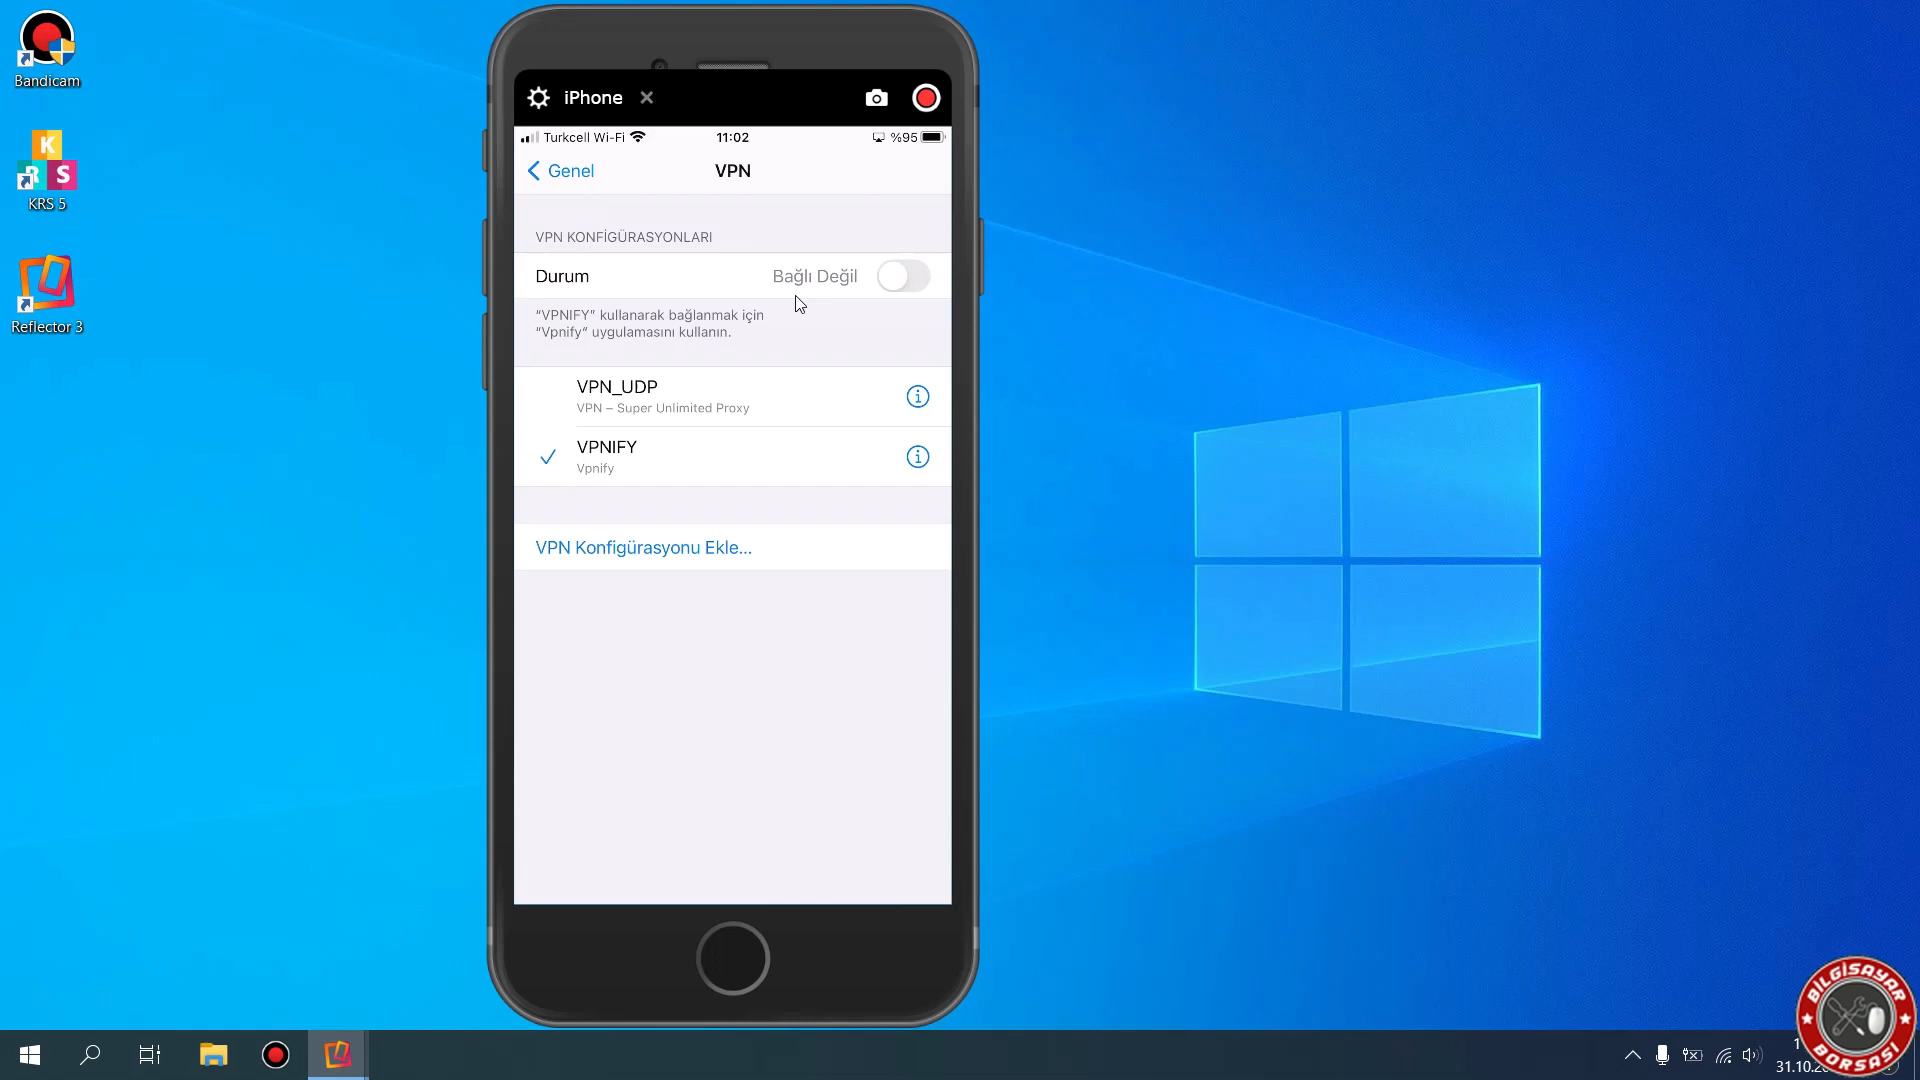 Bandicam
K
R S
KRS 5
Reflector 3
iPhone
Turkcell Wi-Fi
11:02
%95
Genel
VPN
VPN KONFİGÜRASYONLARI
Durum
Bağlı Değil
“VPNIFY” kullanarak bağlanmak için
“Vpnify“ uygulamasını kullanın.
VPN_UDP
VPN – Super Unlimited Proxy
VPNIFY
Vpnify
VPN Konfigürasyonu Ekle...
BİLGİSAYAR
BORSASI